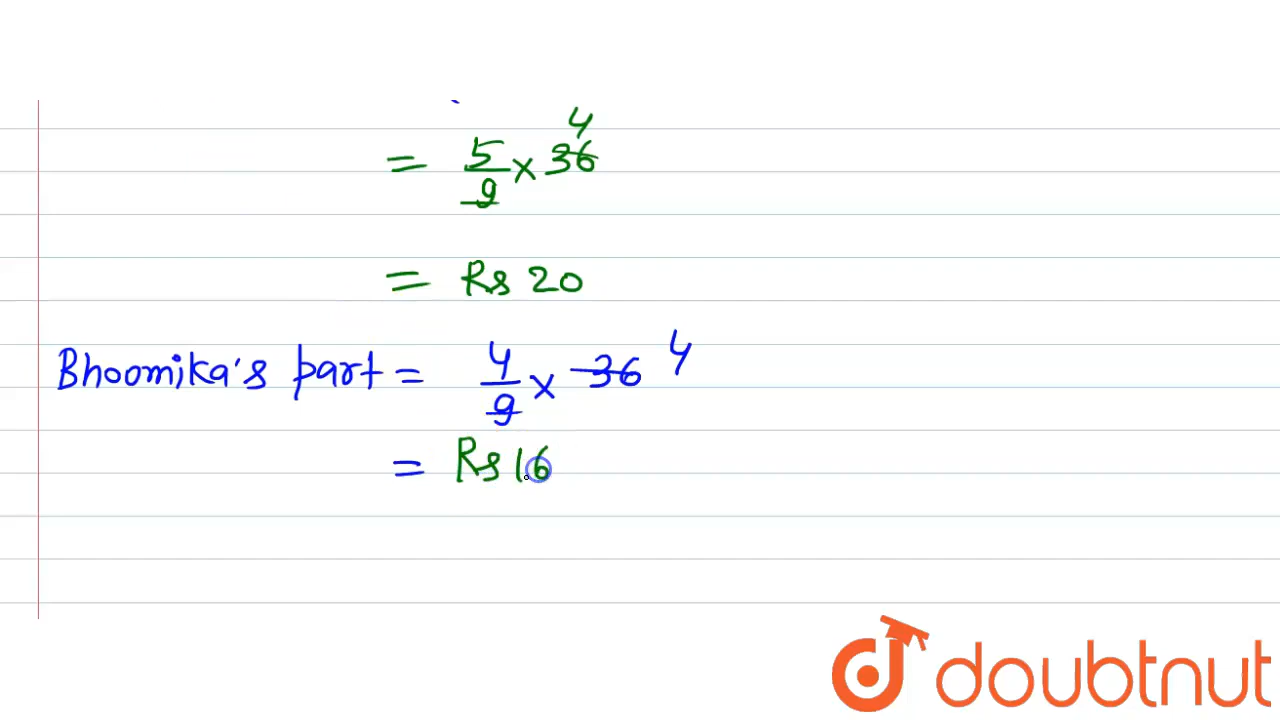 4
= 5/9 × 36
= Rs 20
Bhoomika's part = 4/9 × 36 4
= Rs 16
doubtnut